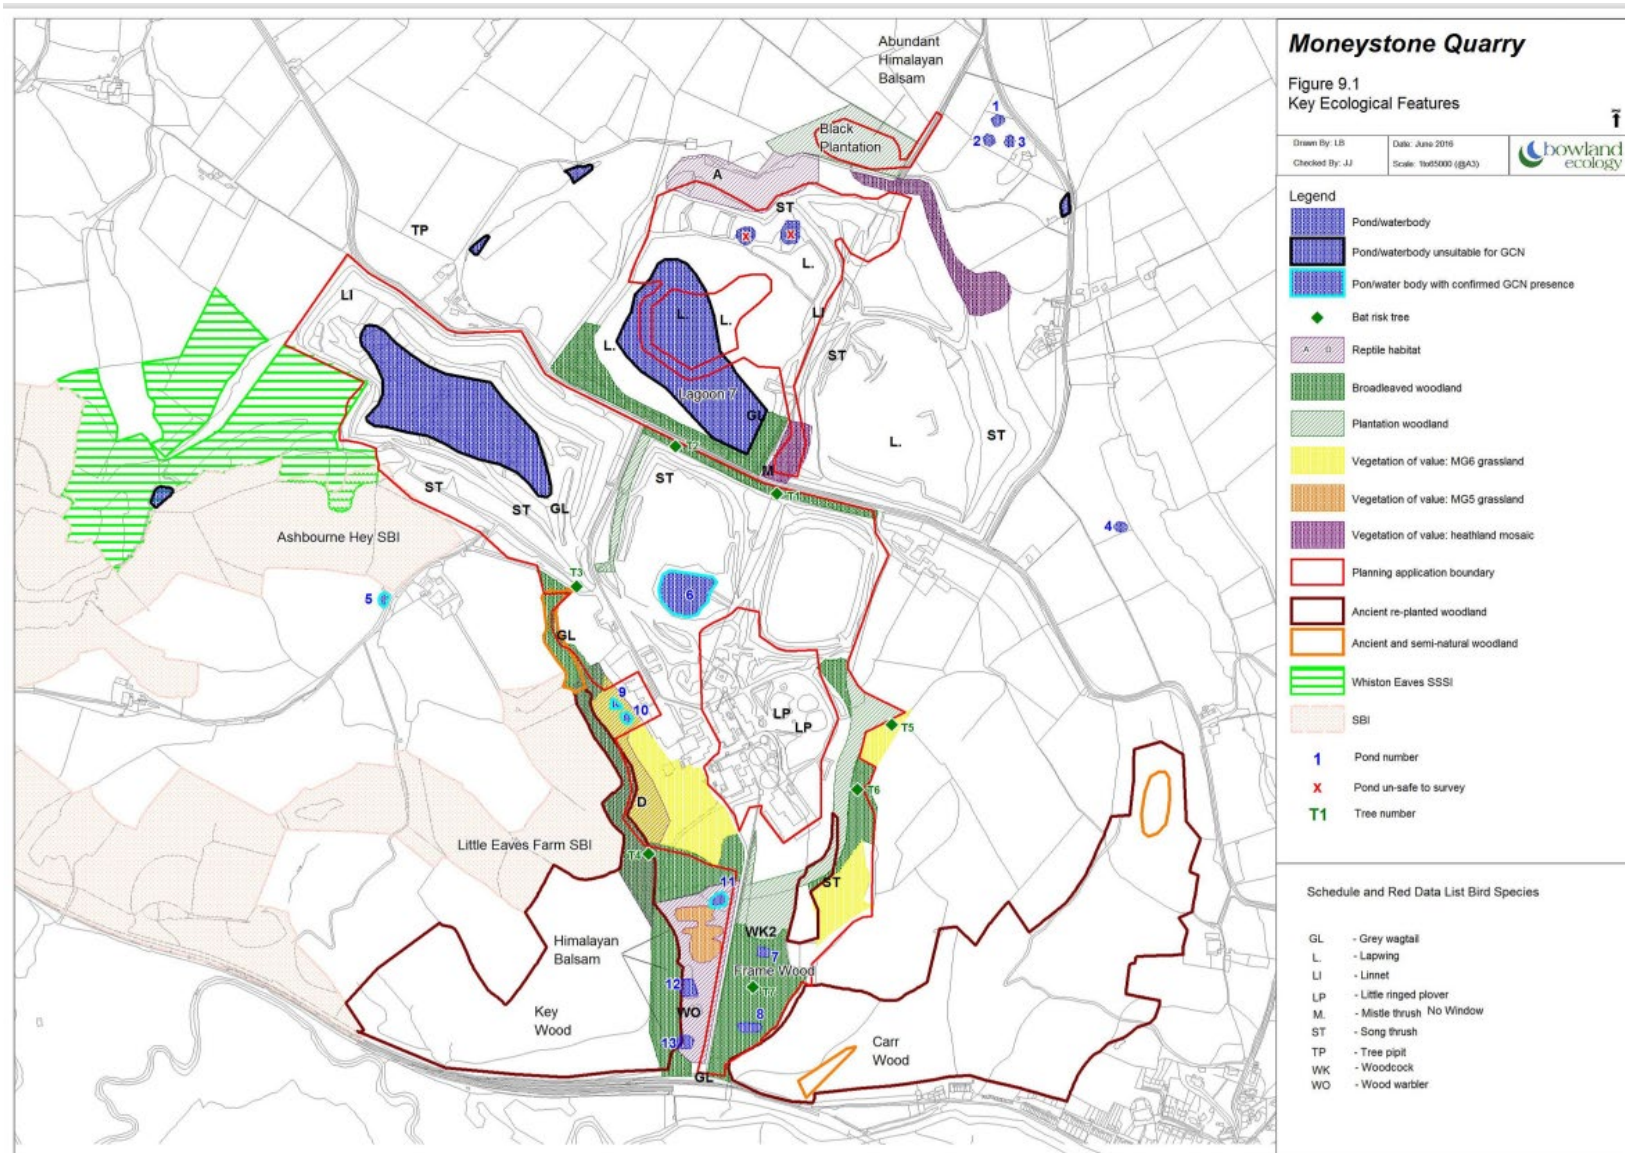 Moneystone Quarry
Figure 9.1
Key Ecological Features
Drawn By: LB
Date: June 2016
Checked By: JJ
Scale: 1to65000 (@A3)
bowland
ecology
Legend
Pond/waterbody
Pond/waterbody unsuitable for GCN
Pon/water body with confirmed GCN presence
Bat risk tree
A D
Reptile habitat
Broadleaved woodland
Plantation woodland
Vegetation of value: MG6 grassland
Vegetation of value: MG5 grassland
Vegetation of value: heathland mosaic
Planning application boundary
Ancient re-planted woodland
Ancient and semi-natural woodland
Whiston Eaves SSSI
SBI
1 Pond number
X Pond un-safe to survey
T1 Tree number
Schedule and Red Data List Bird Species
GL - Grey wagtail
L. - Lapwing
LI - Linnet
LP - Little ringed plover
M. - Mistle thrush No Window
ST - Song thrush
TP - Tree pipit
WK - Woodcock
WO - Wood warbler
Abundant
Himalayan
Balsam
1
2
3
Black
Plantation
A
ST
TP
X
X
L.
LI
L.
L.
LI
L.
ST
Lagoon 7
GL
L.
ST
T2
M
T1
ST
ST
ST
GL
4
Ashbourne Hey SBI
T3
5
6
GL
9
10
LP
LP
T5
D
T6
Little Eaves Farm SBI
T4
11
ST
WK2
Himalayan
Balsam
7
Frame Wood
12
T7
WO
Key
Wood
8
13
Carr
Wood
GL